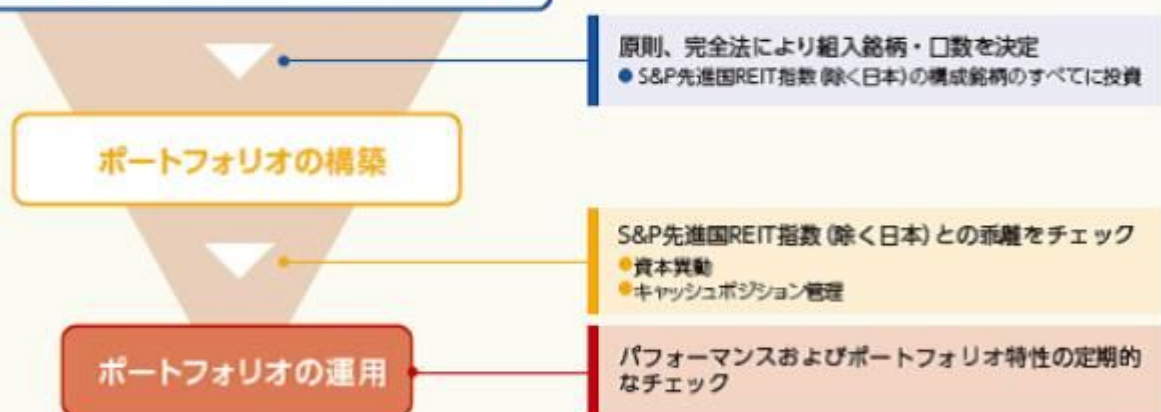 原則、完全法により組入銘柄・口数を決定
● S&P先進国REIT指数(除く日本)の構成銘柄のすべてに投資
ポートフォリオの構築
S&P先進国REIT指数(除く日本)との乖離をチェック
●資本異動
●キャッシュポジション管理
ポートフォリオの運用
パフォーマンスおよびポートフォリオ特性の定期的
なチェック